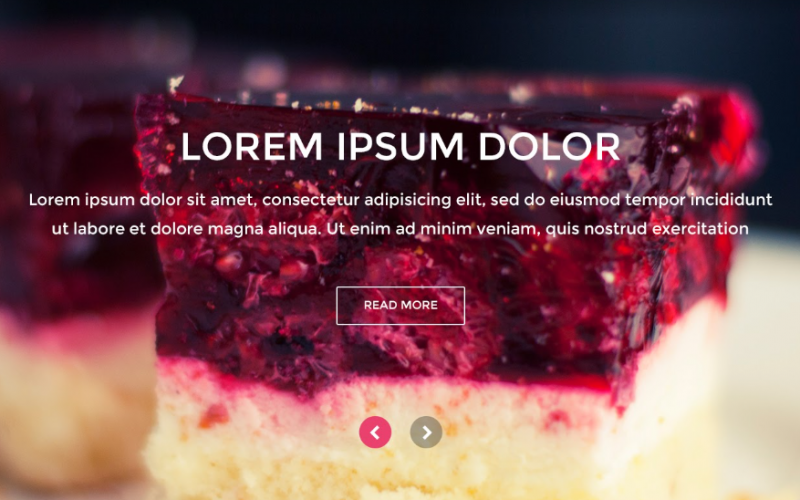 LOREM IPSUM DOLOR
Lorem ipsum dolor sit amet, consectetur adipisicing elit, sed do eiusmod tempor incididunt
ut labore et dolore magna aliqua. Ut enim ad minim veniam, quis nostrud exercitation
READ MORE